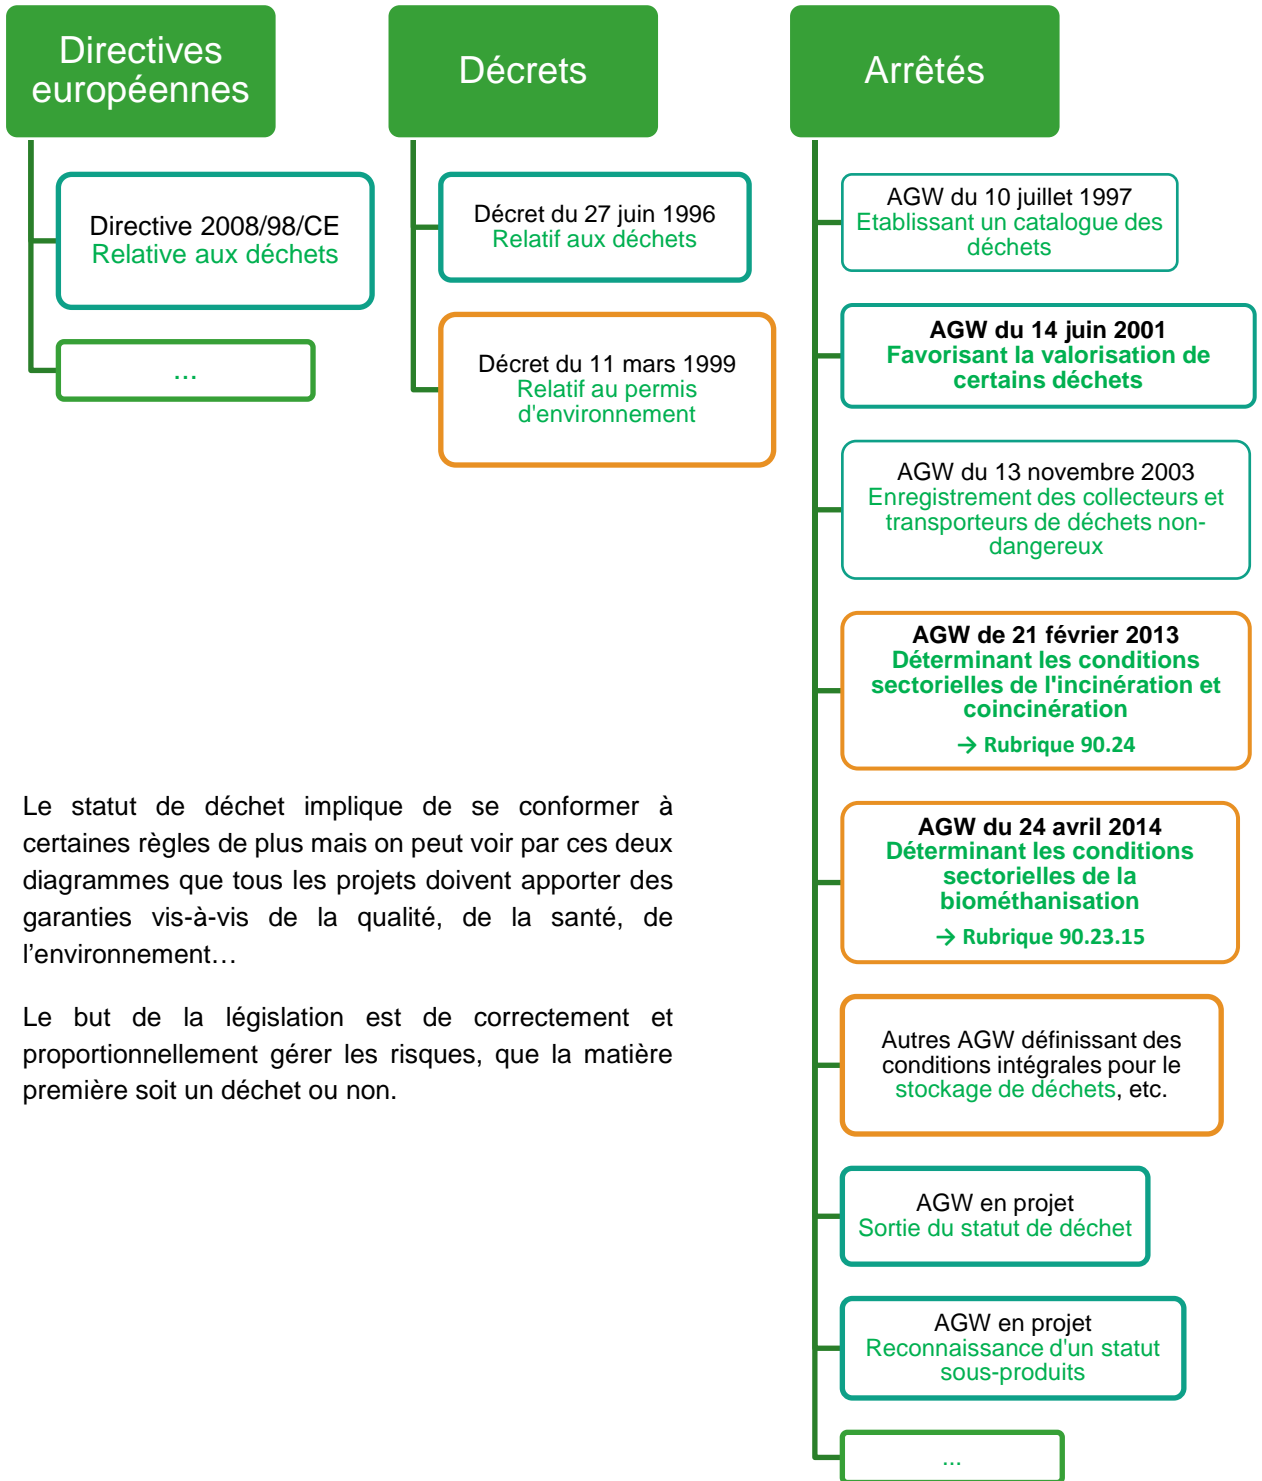 Directives
européennes
Directive 2008/98/CE
Relative aux déchets
...
Décrets
Décret du 27 juin 1996
Relatif aux déchets
Décret du 11 mars 1999
Relatif au permis
d'environnement
Arrêtés
AGW du 10 juillet 1997
Etablissant un catalogue des
déchets
AGW du 14 juin 2001
Favorisant la valorisation de
certains déchets
AGW du 13 novembre 2003
Enregistrement des collecteurs et
transporteurs de déchets non-
dangereux
AGW de 21 février 2013
Déterminant les conditions
sectorielles de l'incinération et
coincinération
→ Rubrique 90.24
AGW du 24 avril 2014
Déterminant les conditions
sectorielles de la
biométhanisation
→ Rubrique 90.23.15
Autres AGW définissant des
conditions intégrales pour le
stockage de déchets, etc.
AGW en projet
Sortie du statut de déchet
AGW en projet
Reconnaissance d'un statut
sous-produits
...
Le statut de déchet implique de se conformer à
certaines règles de plus mais on peut voir par ces deux
diagrammes que tous les projets doivent apporter des
garanties vis-à-vis de la qualité, de la santé, de
l’environnement…
Le but de la législation est de correctement et
proportionnellement gérer les risques, que la matière
première soit un déchet ou non.